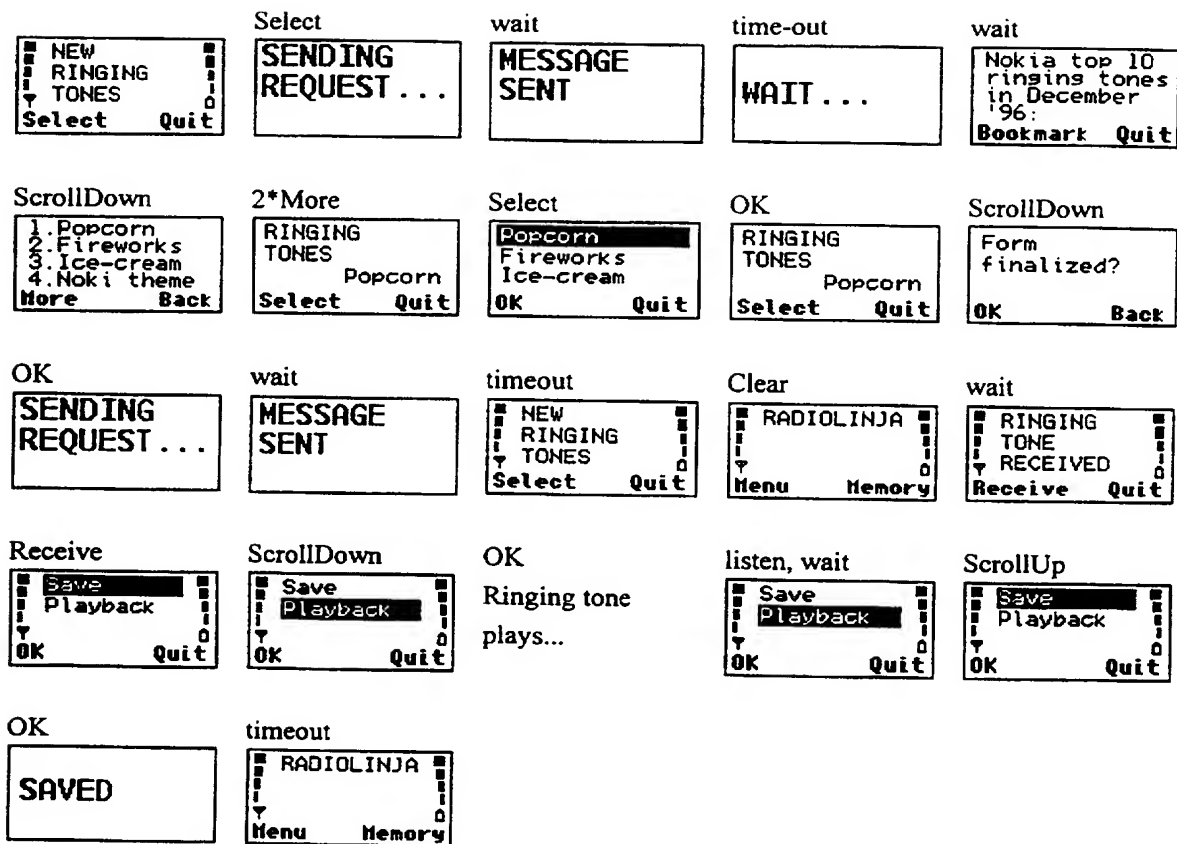 NEW
RINGING
TONES
Select Quit
Select
SENDING
REQUEST...
wait
MESSAGE
SENT
time-out
WAIT...
wait
Nokia top 10
ringing tones
in December
'96:
Bookmark Quit
ScrollDown
1.Popcorn
2.Fireworks
3.Ice-cream
4.Noki theme
More Back
2*More
RINGING
TONES
Popcorn
Select Quit
Select
Popcorn
Fireworks
Ice-cream
OK Quit
OK
RINGING
TONES
Popcorn
Select Quit
ScrollDown
Form
finalized?
OK Back
OK
SENDING
REQUEST...
wait
MESSAGE
SENT
timeout
NEW
RINGING
TONES
Select Quit
Clear
RADIOLINJA
Menu Memory
wait
RINGING
TONE
RECEIVED
Receive Quit
Receive
Save
Playback
OK Quit
ScrollDown
Save
Playback
OK Quit
OK
Ringing tone
plays...
listen, wait
Save
Playback
OK Quit
ScrollUp
Save
Playback
OK Quit
OK
SAVED
timeout
RADIOLINJA
Menu Memory